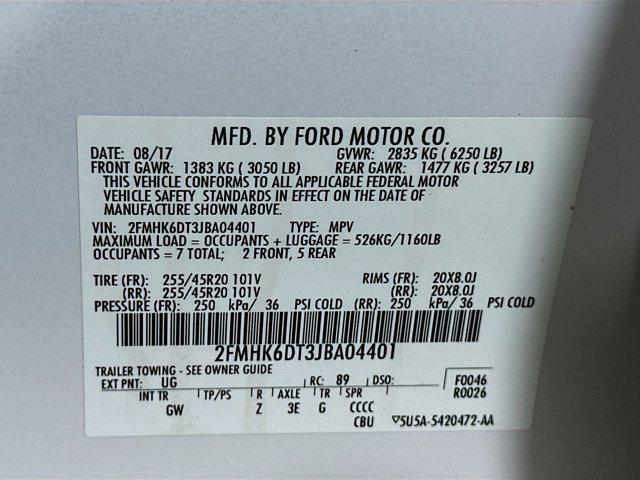 MFD. BY FORD MOTOR CO.
DATE: 08/17 GVWR: 2835 KG ( 6250 LB)
FRONT GAWR: 1383 KG ( 3050 LB) REAR GAWR: 1477 KG ( 3257 LB)
THIS VEHICLE CONFORMS TO ALL APPLICABLE FEDERAL MOTOR
VEHICLE SAFETY STANDARDS IN EFFECT ON THE DATE OF
MANUFACTURE SHOWN ABOVE.
VIN: 2FMHK6DT3JBA04401 TYPE: MPV
MAXIMUM LOAD = OCCUPANTS + LUGGAGE = 526KG/1160LB
OCCUPANTS = 7 TOTAL; 2 FRONT, 5 REAR
TIRE (FR): 255/45R20 101V RIMS (FR): 20X8.0J
(RR): 255/45R20 101V (RR): 20X8.0J
PRESSURE (FR): 250 kPa/ 36 PSI COLD (RR): 250 kPa/ 36 PSI COLD
2FMHK6DT3JBA04401
TRAILER TOWING - SEE OWNER GUIDE
EXT PNT: UG RC: 89 DSO: F0046
INT TR TP/PS R AXLE TR SPR R0026
GW Z 3E G CCCC
CBU 5U5A-5420472-AA